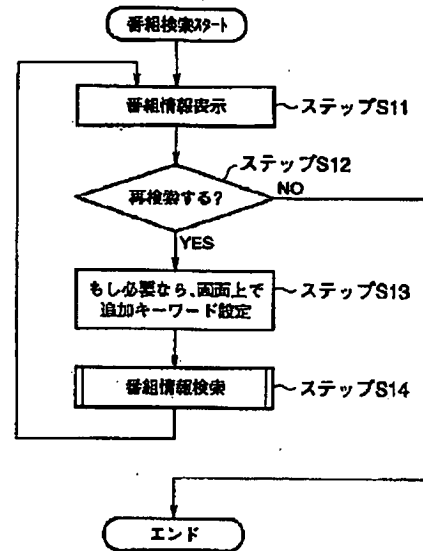 番組検索スタート
番組情報表示
ステップS11
ステップS12
再検索する?
NO
YES
もし必要なら、画面上で
追加キーワード設定
ステップS13
番組情報検索
ステップS14
エンド